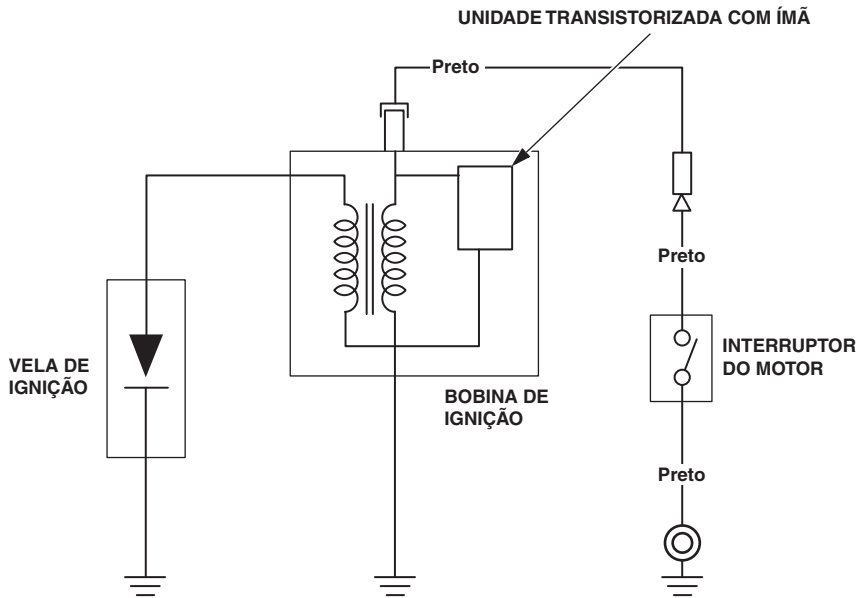 UNIDADE TRANSISTORIZADA COM ÍMÃ
Preto
Preto
INTERRUPTOR
DO MOTOR
VELA DE
IGNIÇÃO
BOBINA DE
IGNIÇÃO
Preto